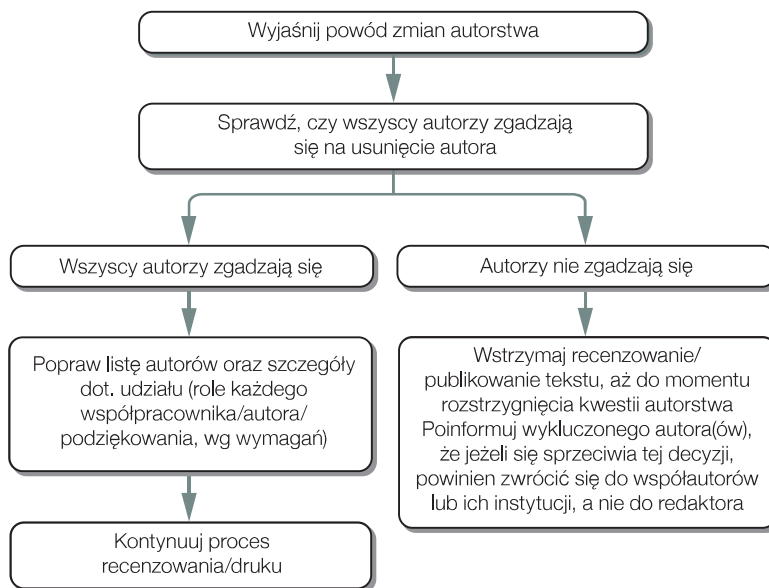 Wyjaśnij powód zmian autorstwa
Sprawdź, czy wszyscy autorzy zgadzają
się na usunięcie autora
Wszyscy autorzy zgadzają się
Autorzy nie zgadzają się
Popraw listę autorów oraz szczegóły
dot. udziału (role każdego
współpracownika/autora/
podziękowania, wg wymagań)
Wstrzymaj recenzowanie/
publikowanie tekstu, aż do momentu
rozstrzygnięcia kwestii autorstwa
Poinformuj wykluczonego autora(ów),
że jeżeli się sprzeciwia tej decyzji,
powinien zwrócić się do współautorów
lub ich instytucji, a nie do redaktora
Kontynuuj proces
recenzowania/druku